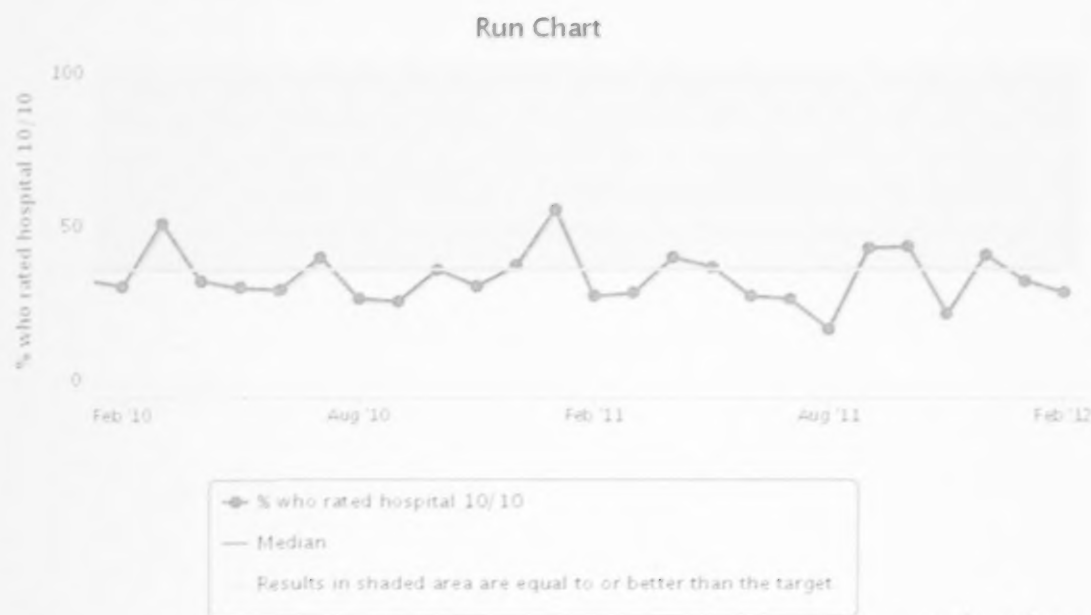 Run Chart
% who rated hospital 10/10
100
50
0
Feb '10
Aug '10
Feb '11
Aug '11
Feb '12
% who rated hospital 10/10
Median
Results in shaded area are equal to or better than the target